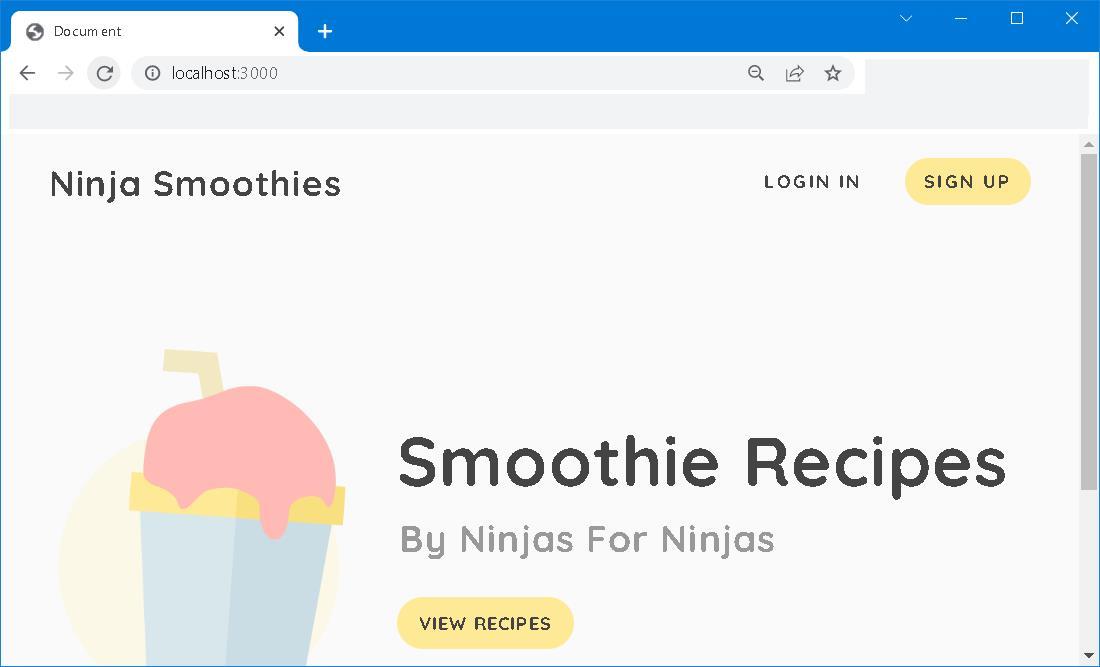 Document
localhost:3000
Ninja Smoothies
LOGIN IN
SIGN UP
Smoothie Recipes
By Ninjas For Ninjas
VIEW RECIPES